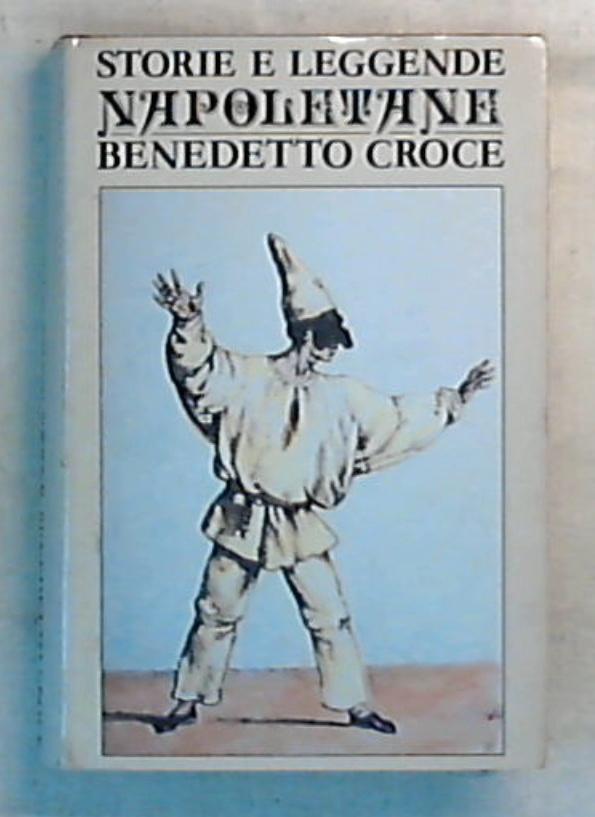 STORIE E LEGGENDE
NAPOLETANE
BENEDETTO CROCE